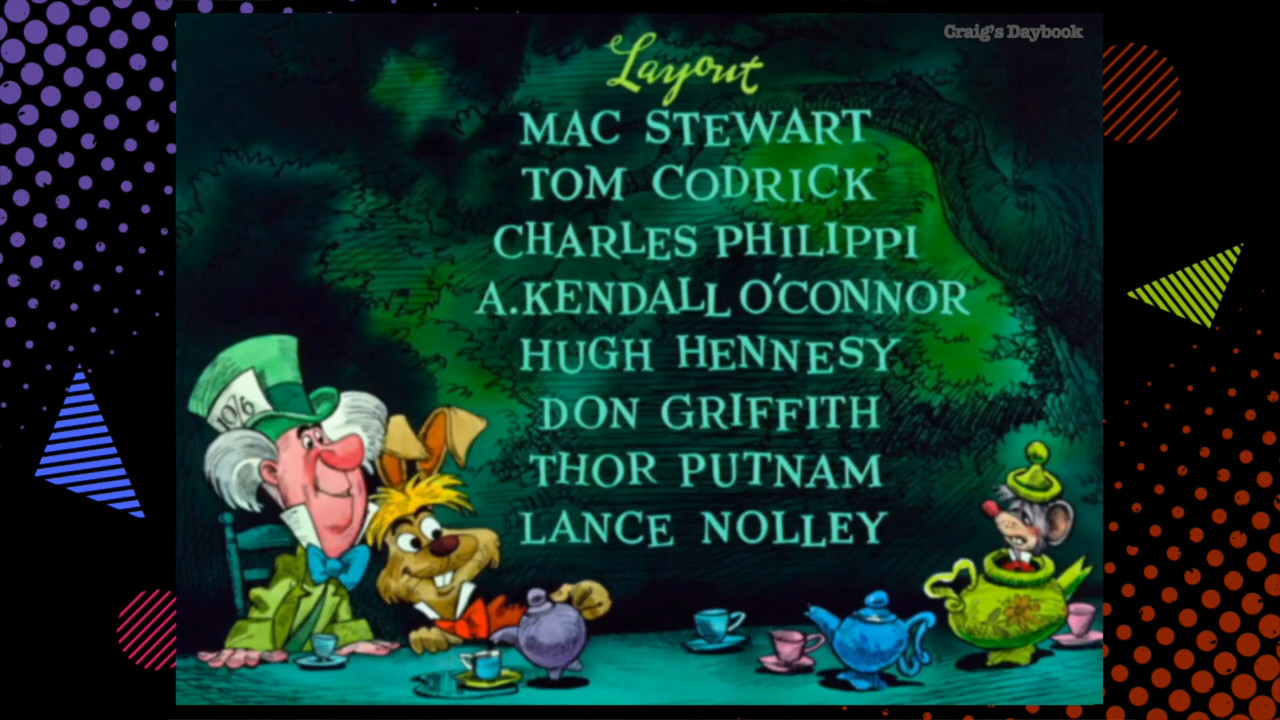 Craig's Daybook
Layout
MAC STEWART
TOM CODRICK
CHARLES PHILIPPI
A. KENDALL O'CONNOR
HUGH HENNESY
DON GRIFFITH
THOR PUTNAM
LANCE NOLLEY
10/6